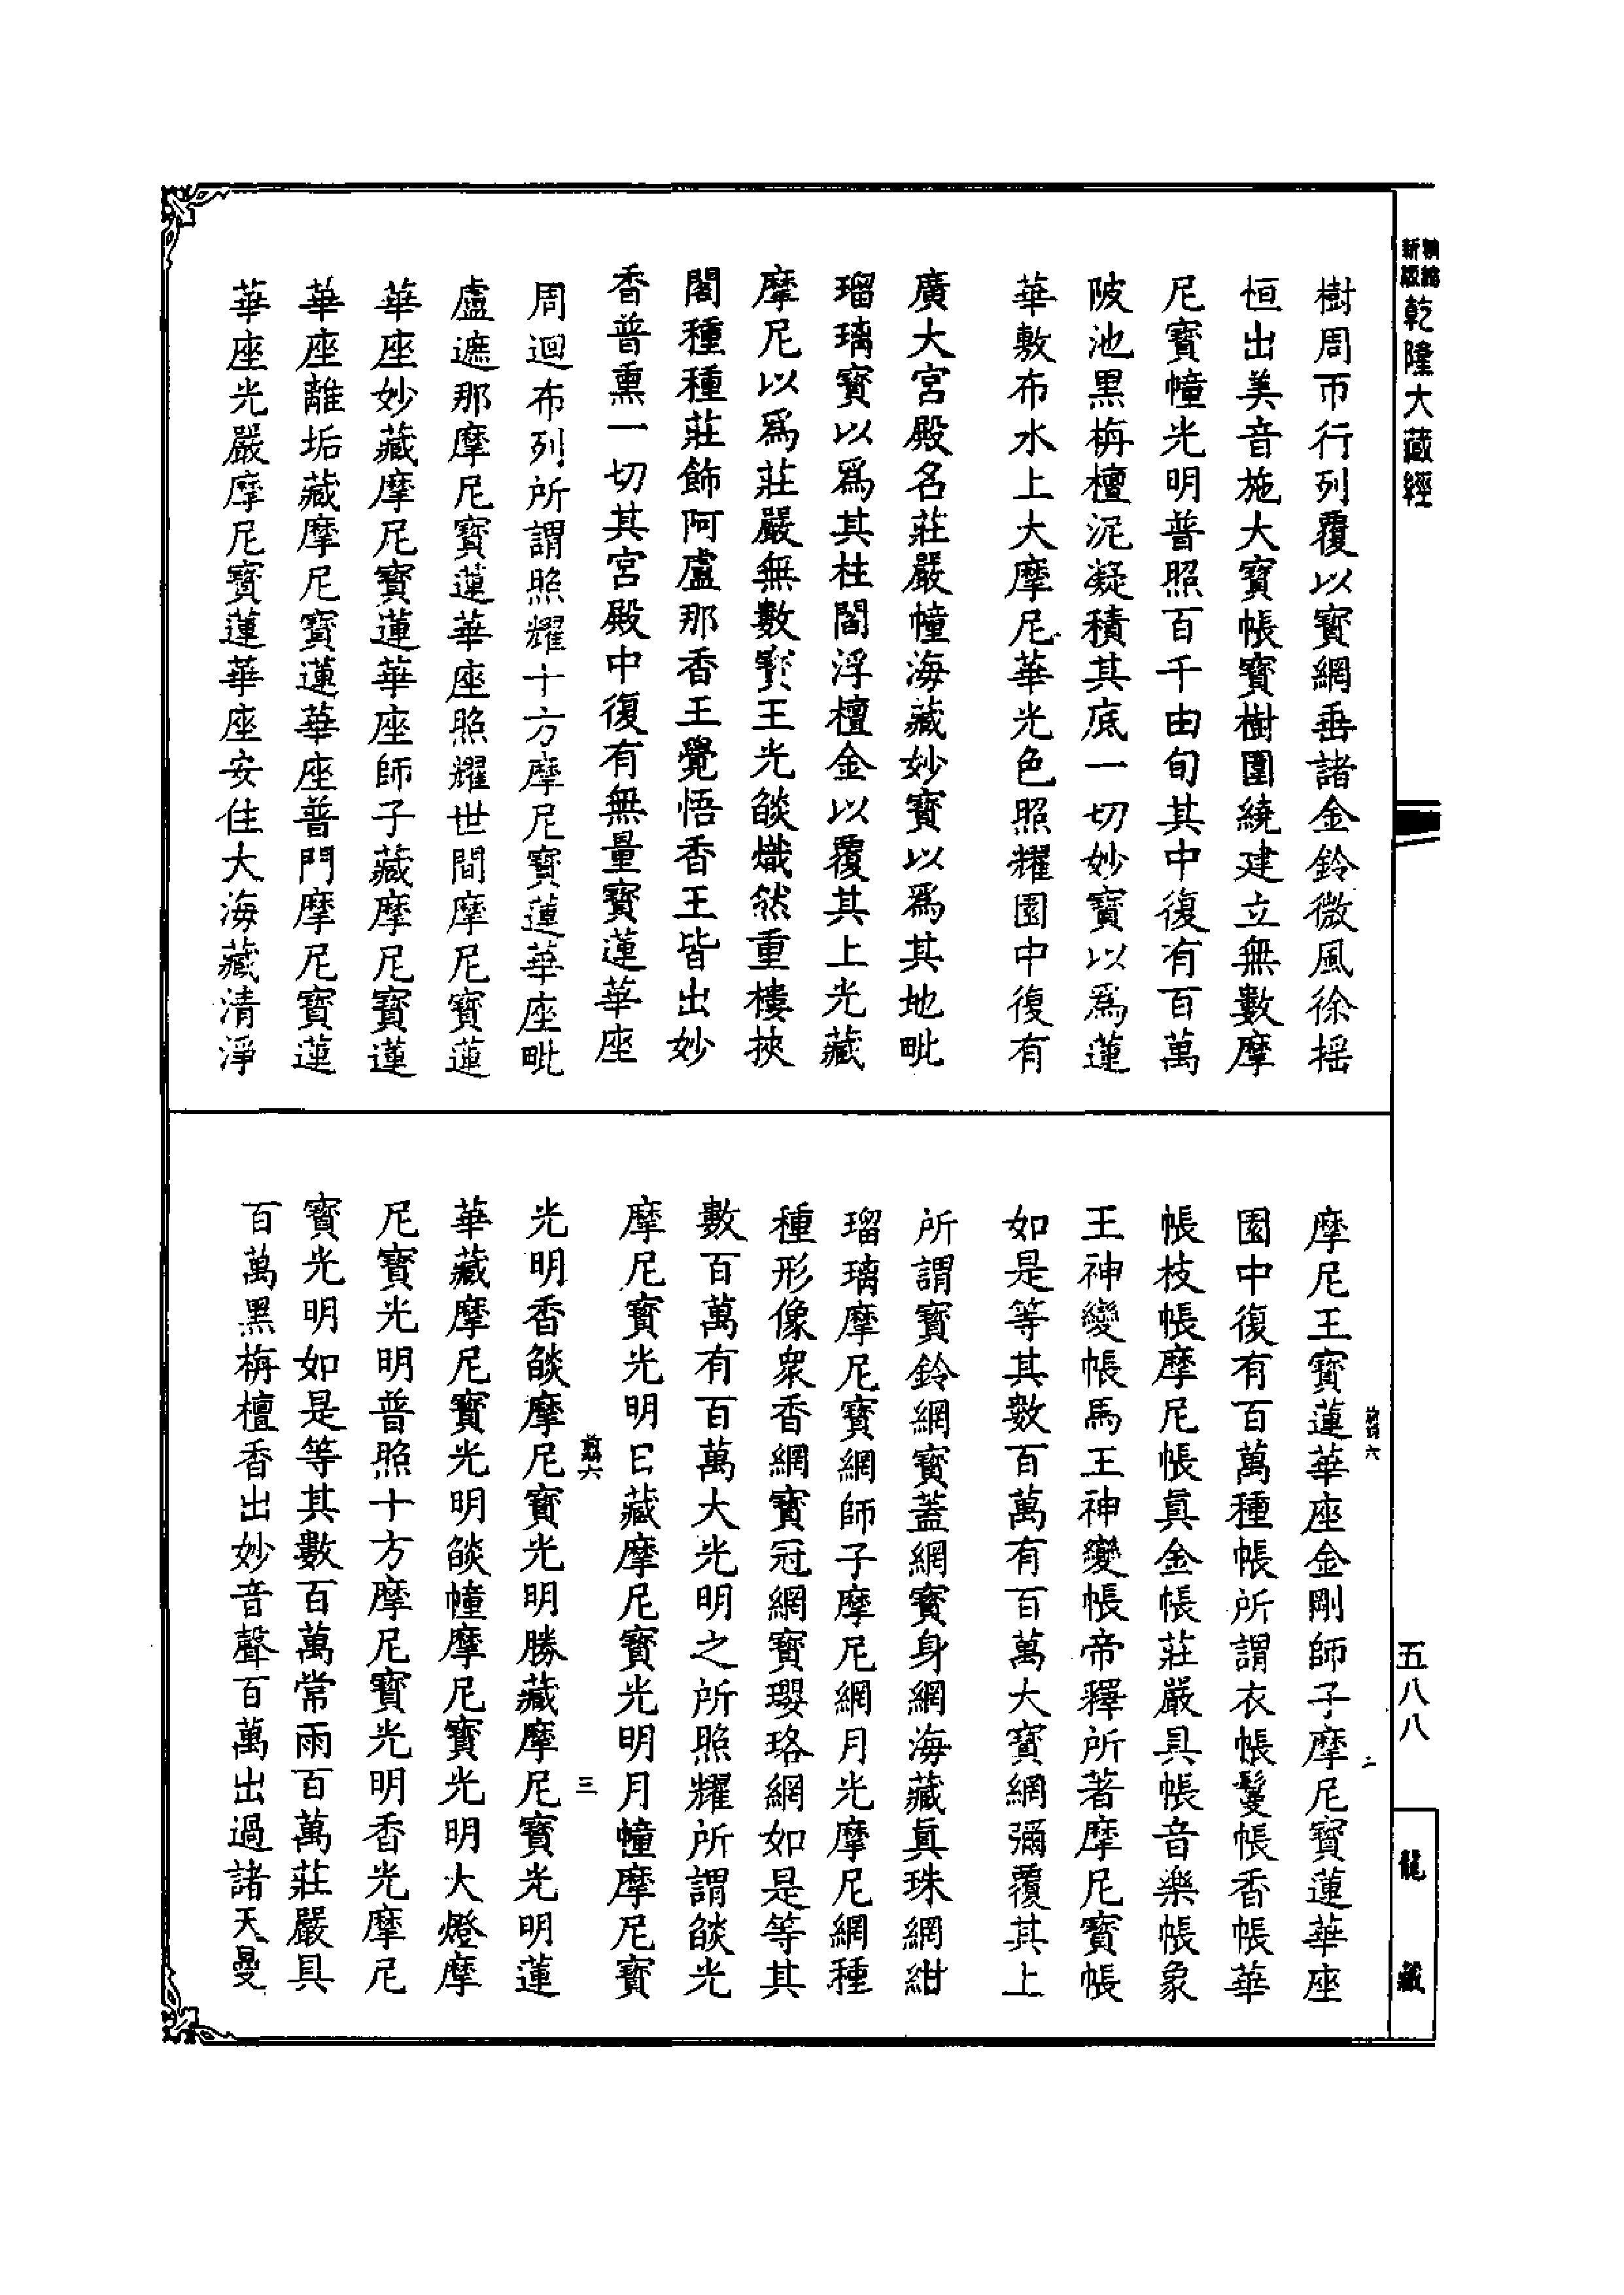 新編縮版
乾隆大藏經
樹周帀行列覆以寶網垂諸金鈴微風徐搖
恒出美音施大寶帳寶樹圍繞建立無數摩
尼寶幢光明普照百千由旬其中復有百萬
陂池黑栴檀泥凝積其底一切妙寶以爲蓮
華敷布水上大摩尼華光色照耀園中復有
廣大宮殿名莊嚴幢海藏妙寶以爲其地毗
瑠璃寶以爲其柱閻浮檀金以覆其上光藏
摩尼以爲莊嚴無數寶王光燄熾然重樓挾
閣種種莊飾阿盧那香王覺悟香王皆出妙
香普熏一切其宮殿中復有無量寶蓮華座
周迴布列所謂照耀十方摩尼寶蓮華座毗
盧遮那摩尼寶蓮華座照耀世間摩尼寶蓮
華座妙藏摩尼寶蓮華座師子藏摩尼寶蓮
華座離垢藏摩尼寶蓮華座普門摩尼寶蓮
華座光嚴摩尼寶蓮華座安住大海藏清淨
摩尼王寶蓮華座金剛師子摩尼寶蓮華座
園中復有百萬種帳所謂衣帳鬘帳香帳華
帳枝帳摩尼帳眞金帳莊嚴具帳音樂帳象
王神變帳馬王神變帳帝釋所著摩尼寶帳
如是等其數百萬有百萬大寶網彌覆其上
所謂寶鈴網寶蓋網寶身網海藏眞珠網紺
瑠璃摩尼寶網師子摩尼網月光摩尼網種
種形像衆香網寶冠網寶瓔珞網如是等其
數百萬有百萬大光明之所照耀所謂燄光
摩尼寶光明日藏摩尼寶光明月幢摩尼寶
光明香燄摩尼寶光明勝藏摩尼寶光明蓮
華藏摩尼寶光明燄幢摩尼寶光明大燈摩
尼寶光明普照十方摩尼寶光明香光摩尼
寶光明如是等其數百萬常雨百萬莊嚴具
百萬黑栴檀香出妙音聲百萬出過諸天曼
六
二
六
三
五八八
龍藏